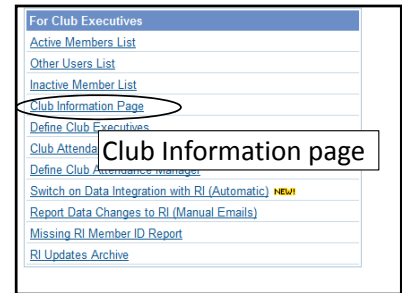 For Club Executives
Active Members List
Other Users List
Inactive Member List
Club Information Page
Define Club Executives
Club Attenda
Club Information page
Define Club Attendance Manager
Switch on Data Integration with RI (Automatic) NEW!
Report Data Changes to RI (Manual Emails)
Missing RI Member ID Report
RI Updates Archive